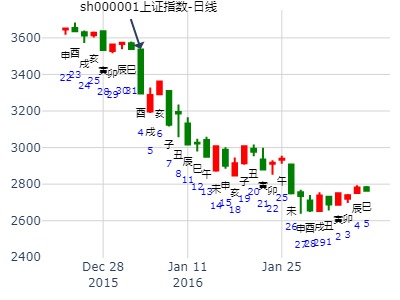 sh000001上证指数-日线
3600
3400
3200
3000
2800
2600
2400
申
22
酉
23
戌
24
亥
25
寅
28
卯
29
辰
30
巳
31
酉
4
戌
5
亥
6
子
7
丑
8
辰
11
巳
12
午
13
未
14
申
15
亥
18
子
19
丑
20
寅
21
卯
22
午
25
未
26
申
27
酉
28
戌
29
丑
1
寅
2
卯
3
辰
4
巳
5
Dec 28
2015
Jan 11
2016
Jan 25